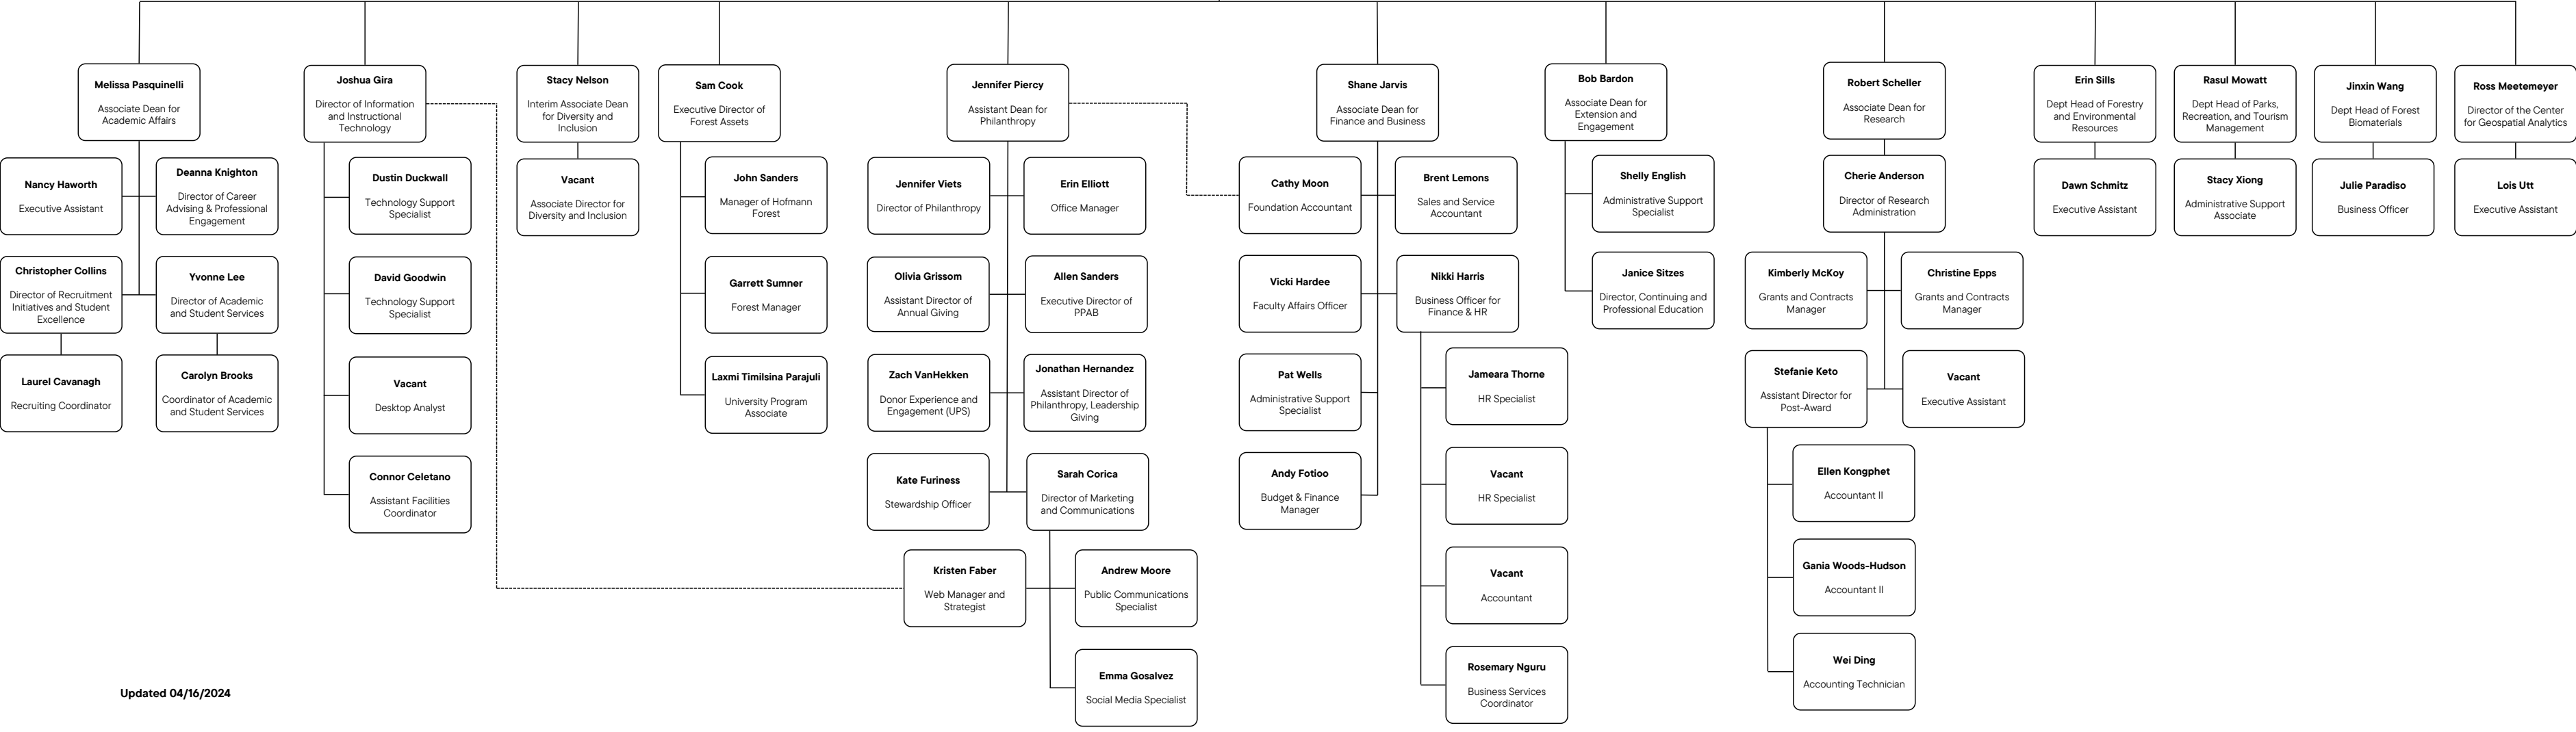 Melissa Pasquinelli
Associate Dean for
Academic Affairs
Joshua Gira
Director of Information
and Instructional
Technology
Stacy Nelson
Interim Associate Dean
for Diversity and
Inclusion
Sam Cook
Executive Director of
Forest Assets
Jennifer Piercy
Assistant Dean for
Philanthropy
Shane Jarvis
Associate Dean for
Finance and Business
Bob Bardon
Associate Dean for
Extension and
Engagement
Robert Scheller
Associate Dean for
Research
Erin Sills
Dept Head of Forestry
and Environmental
Resources
Rasul Mowatt
Dept Head of Parks,
Recreation, and Tourism
Management
Jinxin Wang
Dept Head of Forest
Biomaterials
Ross Meetemeyer
Director of the Center
for Geospatial Analytics
Nancy Haworth
Executive Assistant
Deanna Knighton
Director of Career
Advising & Professional
Engagement
Dustin Duckwall
Technology Support
Specialist
Vacant
Associate Director for
Diversity and Inclusion
John Sanders
Manager of Hofmann
Forest
Jennifer Viets
Director of Philanthropy
Erin Elliott
Office Manager
Cathy Moon
Foundation Accountant
Brent Lemons
Sales and Service
Accountant
Shelly English
Administrative Support
Specialist
Cherie Anderson
Director of Research
Administration
Dawn Schmitz
Executive Assistant
Stacy Xiong
Administrative Support
Associate
Julie Paradiso
Business Officer
Lois Utt
Executive Assistant
Christopher Collins
Director of Recruitment
Initiatives and Student
Excellence
Yvonne Lee
Director of Academic
and Student Services
David Goodwin
Technology Support
Specialist
Garrett Sumner
Forest Manager
Olivia Grissom
Assistant Director of
Annual Giving
Allen Sanders
Executive Director of
PPAB
Vicki Hardee
Faculty Affairs Officer
Nikki Harris
Business Officer for
Finance & HR
Janice Sitzes
Director, Continuing and
Professional Education
Kimberly McKoy
Grants and Contracts
Manager
Christine Epps
Grants and Contracts
Manager
Laurel Cavanagh
Recruiting Coordinator
Carolyn Brooks
Coordinator of Academic
and Student Services
Vacant
Desktop Analyst
Laxmi Timilsina Parajuli
University Program
Associate
Zach VanHekken
Donor Experience and
Engagement (UPS)
Jonathan Hernandez
Assistant Director of
Philanthropy, Leadership
Giving
Pat Wells
Administrative Support
Specialist
Jameara Thorne
HR Specialist
Stefanie Keto
Assistant Director for
Post-Award
Vacant
Executive Assistant
Connor Celetano
Assistant Facilities
Coordinator
Kate Furiness
Stewardship Officer
Sarah Corica
Director of Marketing
and Communications
Andy Fotioo
Budget & Finance
Manager
Vacant
HR Specialist
Ellen Kongphet
Accountant II
Kristen Faber
Web Manager and
Strategist
Andrew Moore
Public Communications
Specialist
Vacant
Accountant
Gania Woods-Hudson
Accountant II
Emma Gosalvez
Social Media Specialist
Rosemary Nguru
Business Services
Coordinator
Wei Ding
Accounting Technician
Updated 04/16/2024